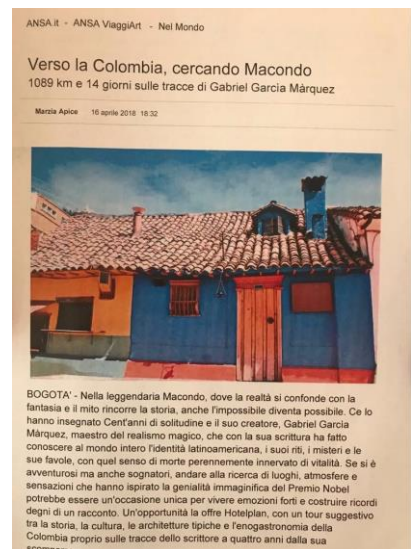 ANSA.it - ANSA ViaggiArt - Nel Mondo
Verso la Colombia, cercando Macondo
1089 km e 14 giorni sulle tracce di Gabriel Garcìa Màrquez
Marzia Apice 16 aprile 2018 18:32
BOGOTA' - Nella leggendaria Macondo, dove la realtà si confonde con la
fantasia e il mito rincorre la storia, anche l'impossibile diventa possibile. Ce lo
hanno insegnato Cent'anni di solitudine e il suo creatore, Gabriel Garcìa
Màrquez, maestro del realismo magico, che con la sua scrittura ha fatto
conoscere al mondo intero l'identità latinoamericana, i suoi riti, i misteri e le
sue favole, con quel senso di morte perennemente innervato di vitalità. Se si è
avventurosi ma anche sognatori, andare alla ricerca di luoghi, atmosfere e
sensazioni che hanno ispirato la genialità immaginifica del Premio Nobel
potrebbe essere un'occasione unica per vivere emozioni forti e costruire ricordi
degni di un racconto. Un'opportunità la offre Hotelplan, con un tour suggestivo
tra la storia, la cultura, le architetture tipiche e l'enogastronomia della
Colombia proprio sulle tracce dello scrittore a quattro anni dalla sua